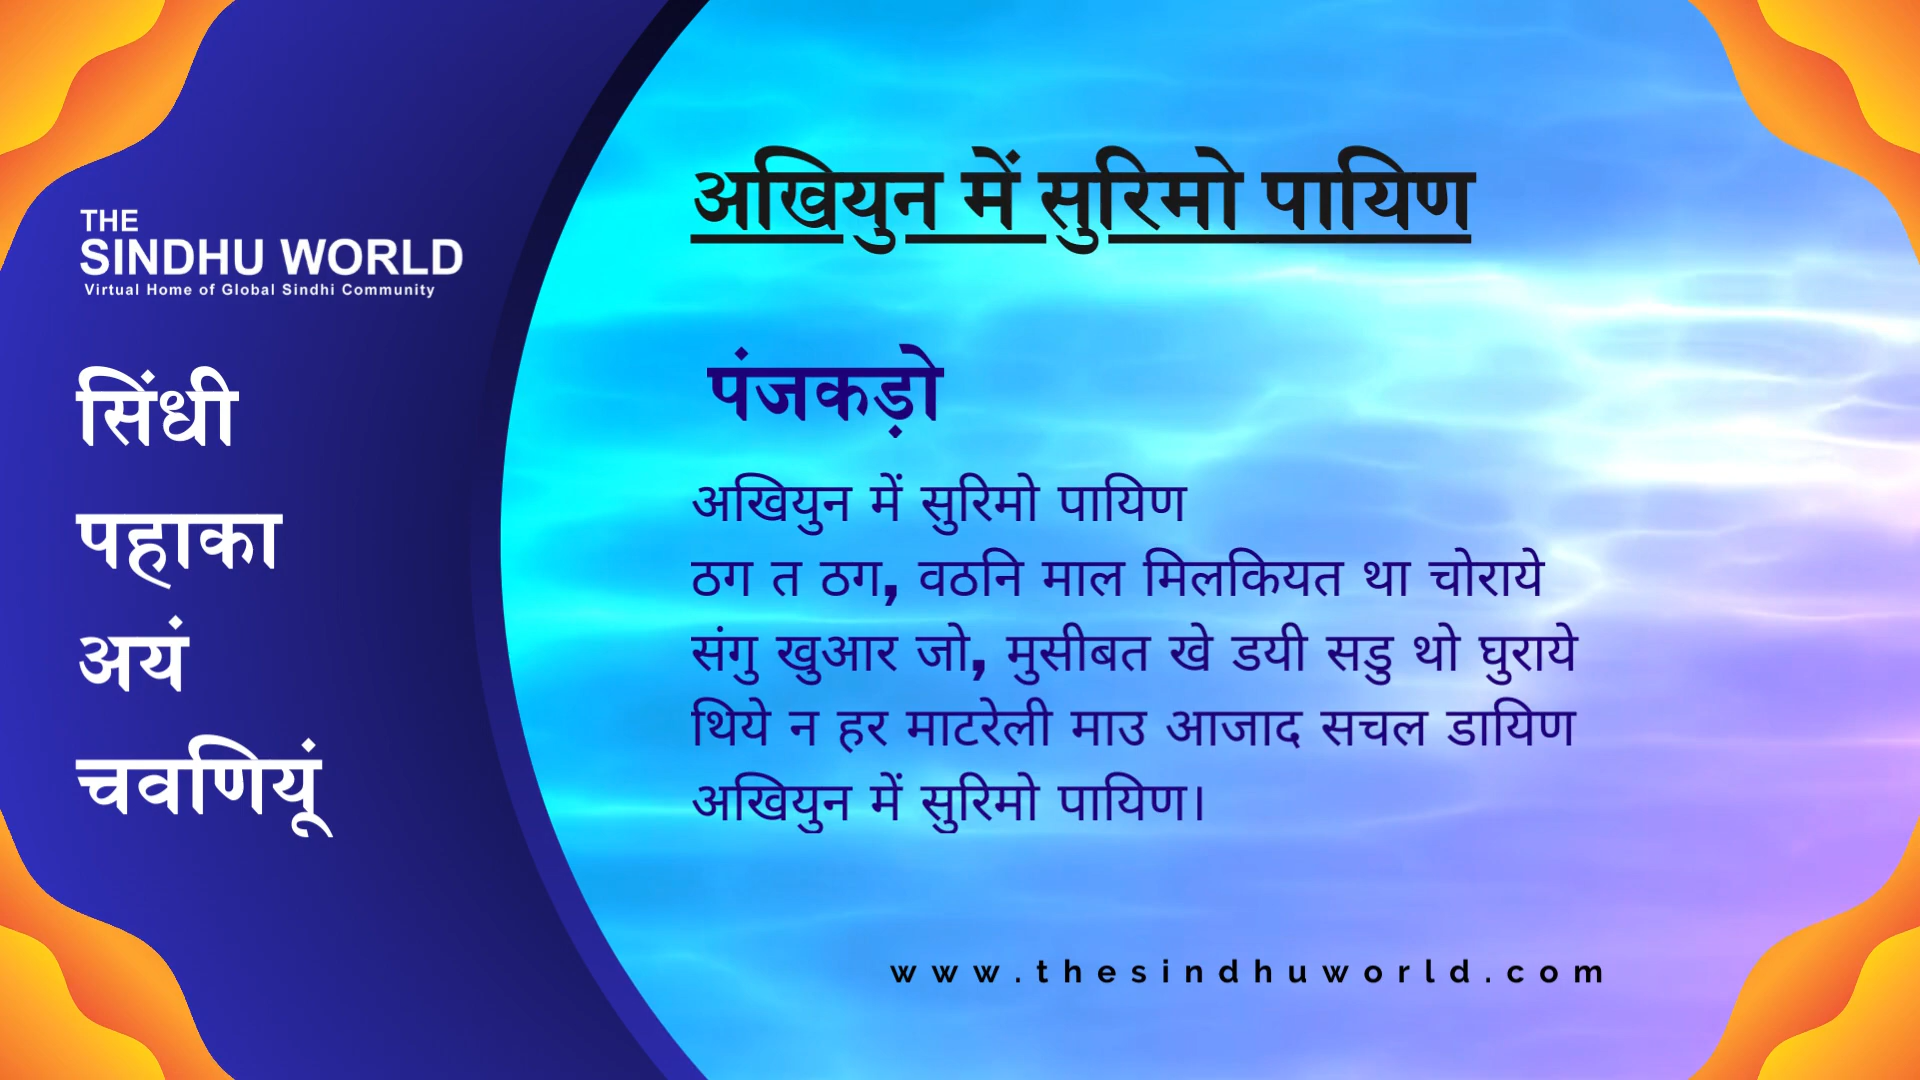 THE
SINDHU WORLD
Virtual Home of Global Sindhi Community
सिंधी
पहाका
अयं
चवणियूं
अखियुन में सुरिमो पायिण
पंजकड़ो
अखियुन में सुरिमो पायिण
ठग त ठग, वठनि माल मिलकियत था चोराये
संगु खुआर जो, मुसीबत खे डयी सडु थो घुराये
थिये न हर माटरेली माउ आजाद सचल डायिण
अखियुन में सुरिमो पायिण।
www.thesindhuworld.com